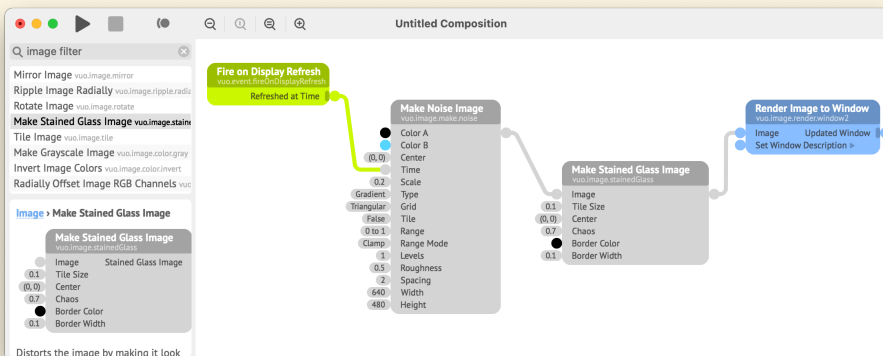 Untitled Composition
image filter
Mirror Image vuo.image.mirror
Ripple Image Radially vuo.image.ripple.radia
Rotate Image vuo.image.rotate
Make Stained Glass Image vuo.image.staine
Tile Image vuo.image.tile
Make Grayscale Image vuo.image.color.gray
Invert Image Colors vuo.image.color.invert
Radially Offset Image RGB Channels vuo
Image › Make Stained Glass Image
Make Stained Glass Image
vuo.image.stainedGlass
Image Stained Glass Image
0.1 Tile Size
(0, 0) Center
0.7 Chaos
Border Color
0.1 Border Width
Distorts the image by making it look
Fire on Display Refresh
vuo.event.fireOnDisplayRefresh
Refreshed at Time
Make Noise Image
vuo.image.make.noise
Color A
Color B
(0, 0) Center
Time
0.2 Scale
Gradient Type
Triangular Grid
False Tile
0 to 1 Range
Clamp Range Mode
1 Levels
0.5 Roughness
2 Spacing
640 Width
480 Height
Make Stained Glass Image
vuo.image.stainedGlass
Image
0.1 Tile Size
(0, 0) Center
0.7 Chaos
Border Color
0.1 Border Width
Render Image to Window
vuo.image.render.window2
Image Updated Window
Set Window Description